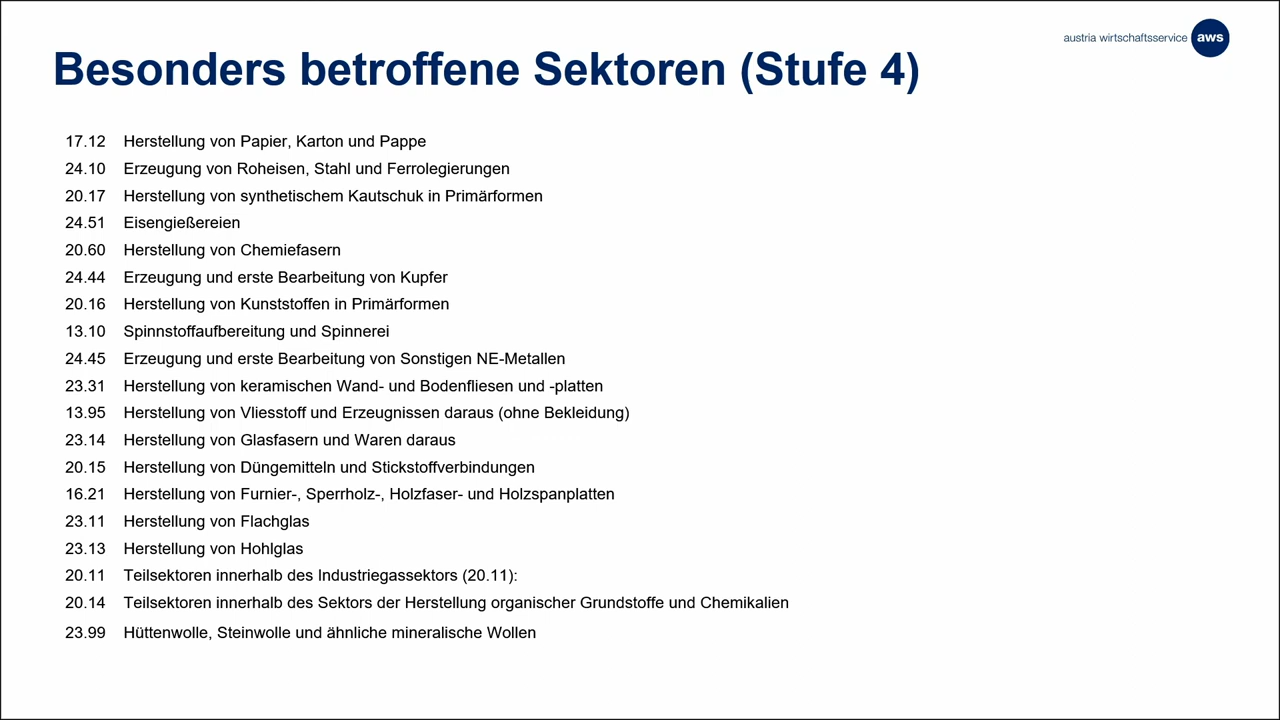 austria wirtschaftsservice aws
Besonders betroffene Sektoren (Stufe 4)
17.12 Herstellung von Papier, Karton und Pappe
24.10 Erzeugung von Roheisen, Stahl und Ferrolegierungen
20.17 Herstellung von synthetischem Kautschuk in Primärformen
24.51 Eisengießereien
20.60 Herstellung von Chemiefasern
24.44 Erzeugung und erste Bearbeitung von Kupfer
20.16 Herstellung von Kunststoffen in Primärformen
13.10 Spinnstoffaufbereitung und Spinnerei
24.45 Erzeugung und erste Bearbeitung von Sonstigen NE-Metallen
23.31 Herstellung von keramischen Wand- und Bodenfliesen und -platten
13.95 Herstellung von Vliesstoff und Erzeugnissen daraus (ohne Bekleidung)
23.14 Herstellung von Glasfasern und Waren daraus
20.15 Herstellung von Düngemitteln und Stickstoffverbindungen
16.21 Herstellung von Furnier-, Sperrholz-, Holzfaser- und Holzspanplatten
23.11 Herstellung von Flachglas
23.13 Herstellung von Hohlglas
20.11 Teilsektoren innerhalb des Industriegassektors (20.11):
20.14 Teilsektoren innerhalb des Sektors der Herstellung organischer Grundstoffe und Chemikalien
23.99 Hüttenwolle, Steinwolle und ähnliche mineralische Wollen